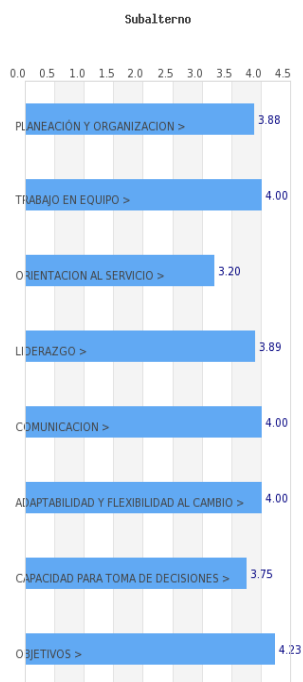 Subalterno
0.0 0.5 1.0 1.5 2.0 2.5 3.0 3.5 4.0 4.5
PLANEACIÓN Y ORGANIZACION > 3.88
TRABAJO EN EQUIPO > 4.00
ORIENTACION AL SERVICIO > 3.20
LIDERAZGO > 3.89
COMUNICACION > 4.00
ADAPTABILIDAD Y FLEXIBILIDAD AL CAMBIO > 4.00
CAPACIDAD PARA TOMA DE DECISIONES > 3.75
OBJETIVOS > 4.23